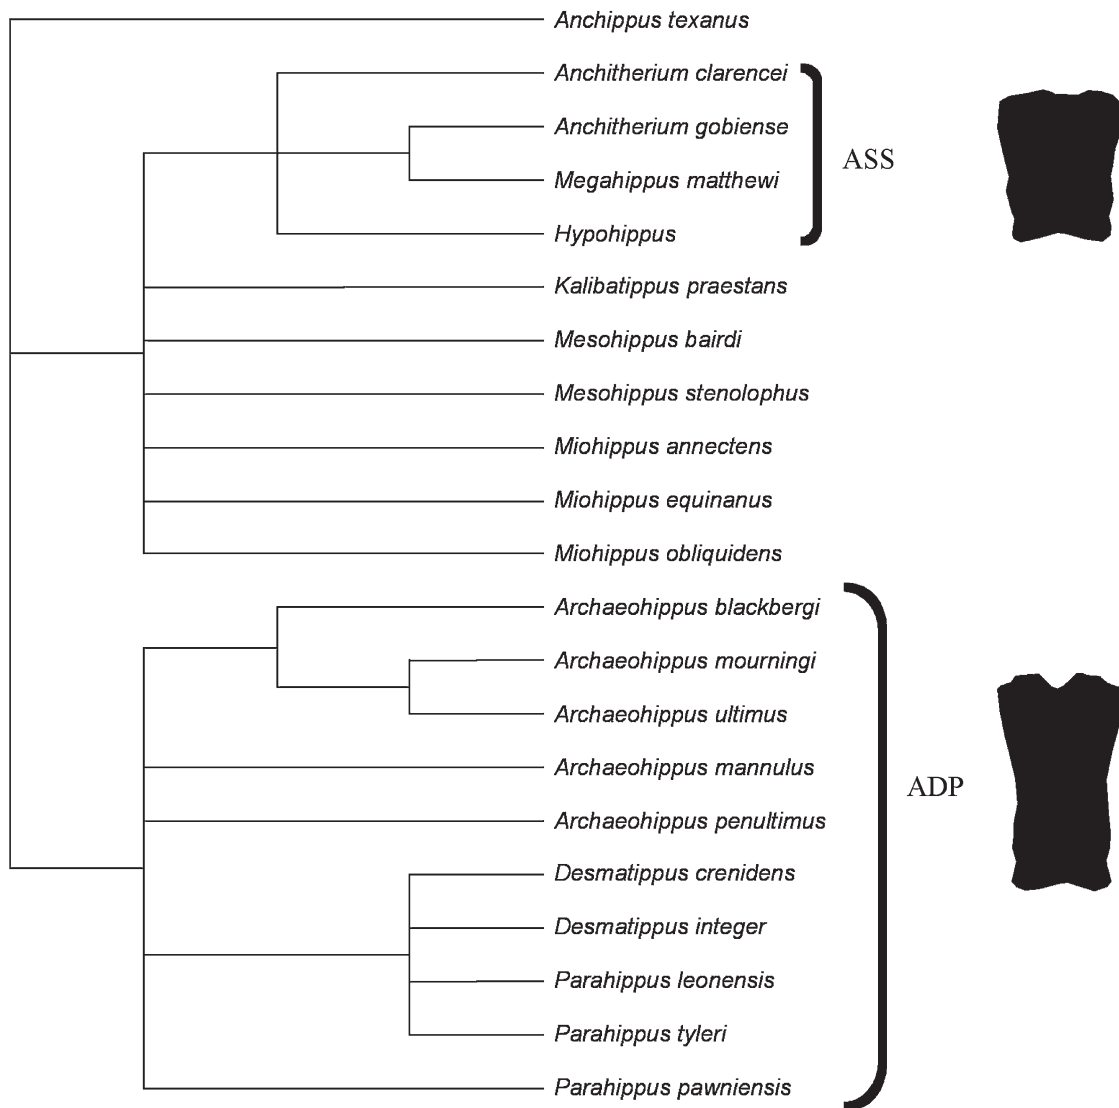 Anchippus texanus
Anchitherium clarencei
Anchitherium gobiense
Megahippus matthewi
Hypohippus
ASS
Kalibatippus praestans
Mesohippus bairdi
Mesohippus stenolophus
Miohippus annectens
Miohippus equinanus
Miohippus obliquidens
Archaeohippus blackbergi
Archaeohippus mourningi
Archaeohippus ultimus
Archaeohippus mannulus
Archaeohippus penultimus
Desmatippus crenidens
Desmatippus integer
Parahippus leonensis
Parahippus tyleri
Parahippus pawniensis
ADP